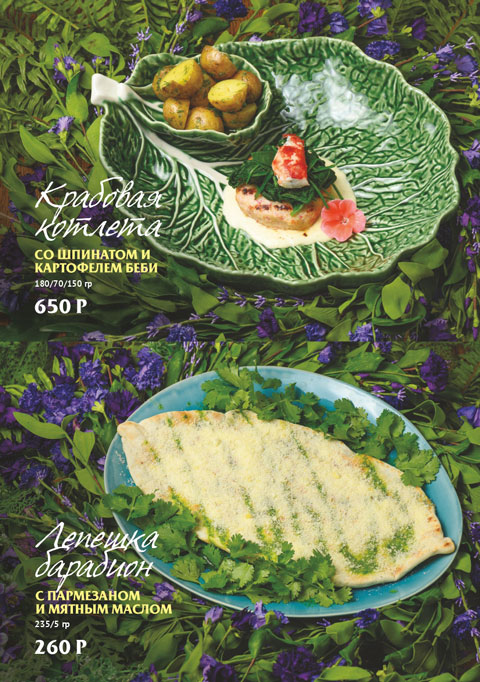 Крабовая
котлета
СО ШПИНАТОМ И
КАРТОФЕЛЕМ БЕБИ
180/70/150 гр
650 Р
Лепешка
барабион
С ПАРМЕЗАНОМ
И МЯТНЫМ МАСЛОМ
235/5 гр
260 Р